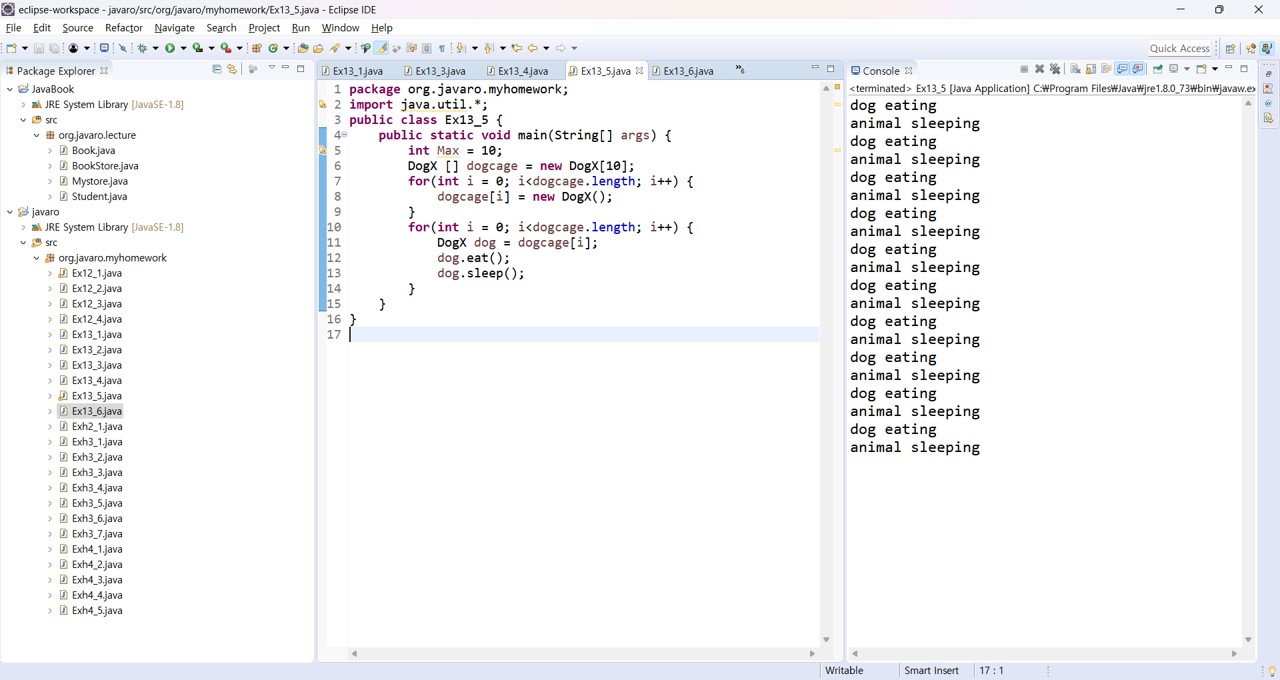 eclipse-workspace - javaro/src/org/javaro/myhomework/Ex13_5.java - Eclipse IDE
File Edit Source Refactor Navigate Search Project Run Window Help
Quick Access
Package Explorer
JavaBook
JRE System Library [JavaSE-1.8]
src
org.javaro.lecture
Book.java
BookStore.java
Mystore.java
Student.java
javaro
JRE System Library [JavaSE-1.8]
src
org.javaro.myhomework
Ex12_1.java
Ex12_2.java
Ex12_3.java
Ex12_4.java
Ex13_1.java
Ex13_2.java
Ex13_3.java
Ex13_4.java
Ex13_5.java
Ex13_6.java
Exh2_1.java
Exh3_1.java
Exh3_2.java
Exh3_3.java
Exh3_4.java
Exh3_5.java
Exh3_6.java
Exh3_7.java
Exh4_1.java
Exh4_2.java
Exh4_3.java
Exh4_4.java
Exh4_5.java
Ex13_1.java Ex13_3.java Ex13_4.java Ex13_5.java Ex13_6.java »6
1 package org.javaro.myhomework;
2 import java.util.*;
3 public class Ex13_5 {
4     public static void main(String[] args) {
5         int Max = 10;
6         DogX [] dogcage = new DogX[10];
7         for(int i = 0; i<dogcage.length; i++) {
8             dogcage[i] = new DogX();
9         }
10         for(int i = 0; i<dogcage.length; i++) {
11             DogX dog = dogcage[i];
12             dog.eat();
13             dog.sleep();
14         }
15     }
16 }
17
Console
<terminated> Ex13_5 [Java Application] C:₩Program Files₩Java₩jre1.8.0_73₩bin₩javaw.ex
dog eating
animal sleeping
dog eating
animal sleeping
dog eating
animal sleeping
dog eating
animal sleeping
dog eating
animal sleeping
dog eating
animal sleeping
dog eating
animal sleeping
dog eating
animal sleeping
dog eating
animal sleeping
dog eating
animal sleeping
Writable Smart Insert 17 : 1